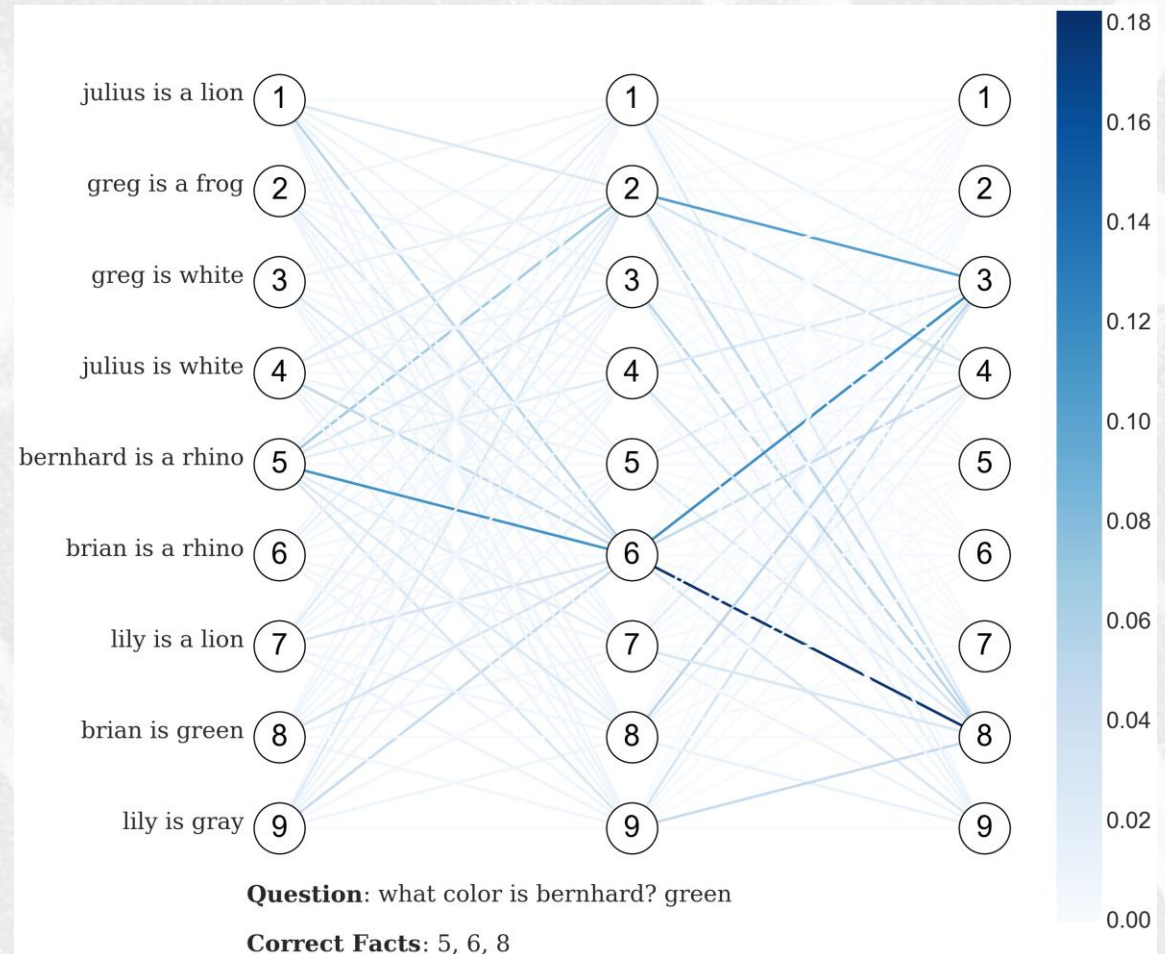 0.18
julius is a lion 1 1 1
0.16
greg is a frog 2 2 2
0.14
greg is white 3 3 3
0.12
julius is white 4 4 4
0.10
bernhard is a rhino 5 5 5
0.08
brian is a rhino 6 6 6
0.06
lily is a lion 7 7 7
0.04
brian is green 8 8 8
0.02
lily is gray 9 9 9
Question: what color is bernhard? green
0.00
Correct Facts: 5, 6, 8